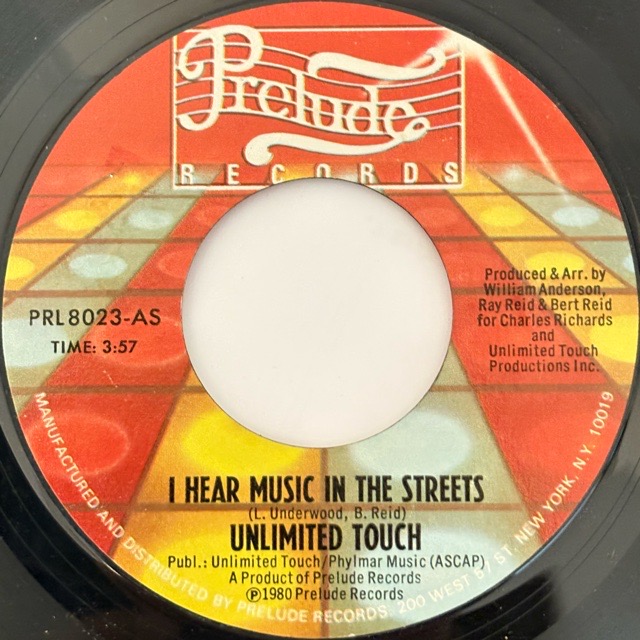 Prelude
RECORDS
PRL8023-AS
TIME: 3:57
Produced & Arr. by
William Anderson,
Ray Reid & Bert Reid
for Charles Richards
and
Unlimited Touch
Productions Inc.
I HEAR MUSIC IN THE STREETS
(L. Underwood, B. Reid)
UNLIMITED TOUCH
Publ.: Unlimited Touch/Phylmar Music (ASCAP)
A Product of Prelude Records
Ⓟ1980 Prelude Records
MANUFACTURED AND DISTRIBUTED BY PRELUDE RECORDS. 200 WEST 57 ST. NEW YORK, N.Y. 10019